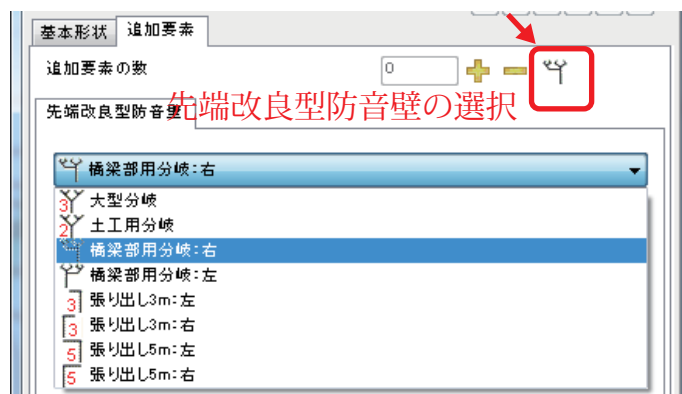 基本形状 追加要素
追加要素の数 0
先端改良型防音壁の選択
先端改良型防音壁
橋梁部用分岐:右
3 大型分岐
2 土工用分岐
橋梁部用分岐:右
橋梁部用分岐:左
3 張り出し3m:左
3 張り出し3m:右
5 張り出し5m:左
5 張り出し5m:右